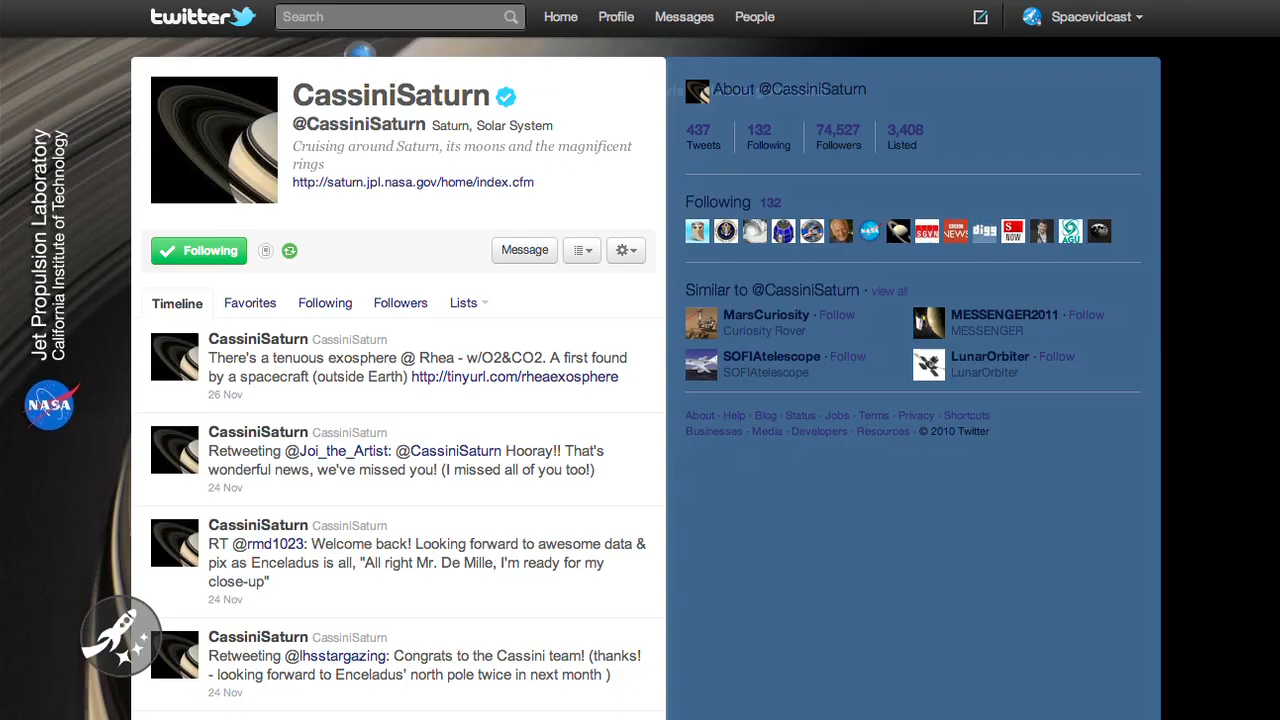 twitter
Search
Home
Profile
Messages
People
Spacevidcast
Jet Propulsion Laboratory
California Institute of Technology
NASA
CassiniSaturn
@CassiniSaturn Saturn, Solar System
Cruising around Saturn, its moons and the magnificent
rings
http://saturn.jpl.nasa.gov/home/index.cfm
Following
Message
Timeline
Favorites
Following
Followers
Lists
CassiniSaturn CassiniSaturn
There's a tenuous exosphere @ Rhea - w/O2&CO2. A first found
by a spacecraft (outside Earth) http://tinyurl.com/rheaexosphere
26 Nov
CassiniSaturn CassiniSaturn
Retweeting @Joi_the_Artist: @CassiniSaturn Hooray!! That's
wonderful news, we've missed you! (I missed all of you too!)
24 Nov
CassiniSaturn CassiniSaturn
RT @rmd1023: Welcome back! Looking forward to awesome data &
pix as Enceladus is all, "All right Mr. De Mille, I'm ready for my
close-up"
24 Nov
CassiniSaturn CassiniSaturn
Retweeting @lhsstargazing: Congrats to the Cassini team! (thanks!
- looking forward to Enceladus' north pole twice in next month )
24 Nov
About @CassiniSaturn
437 132 74,527 3,408
Tweets Following Followers Listed
Following 132
SGVN
BBC
NEWS
digg
S
NOW
AGU
Similar to @CassiniSaturn · view all
MarsCuriosity · Follow
Curiosity Rover
MESSENGER2011 · Follow
MESSENGER
SOFIAtelescope · Follow
SOFIAtelescope
LunarOrbiter · Follow
LunarOrbiter
About · Help · Blog · Status · Jobs · Terms · Privacy · Shortcuts
Businesses · Media · Developers · Resources · © 2010 Twitter